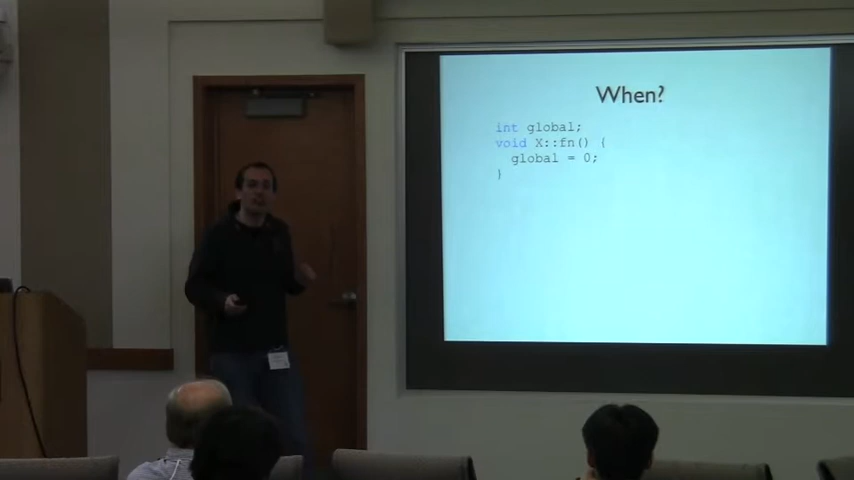 When?
int global;
void X::fn() {
global = 0;
}